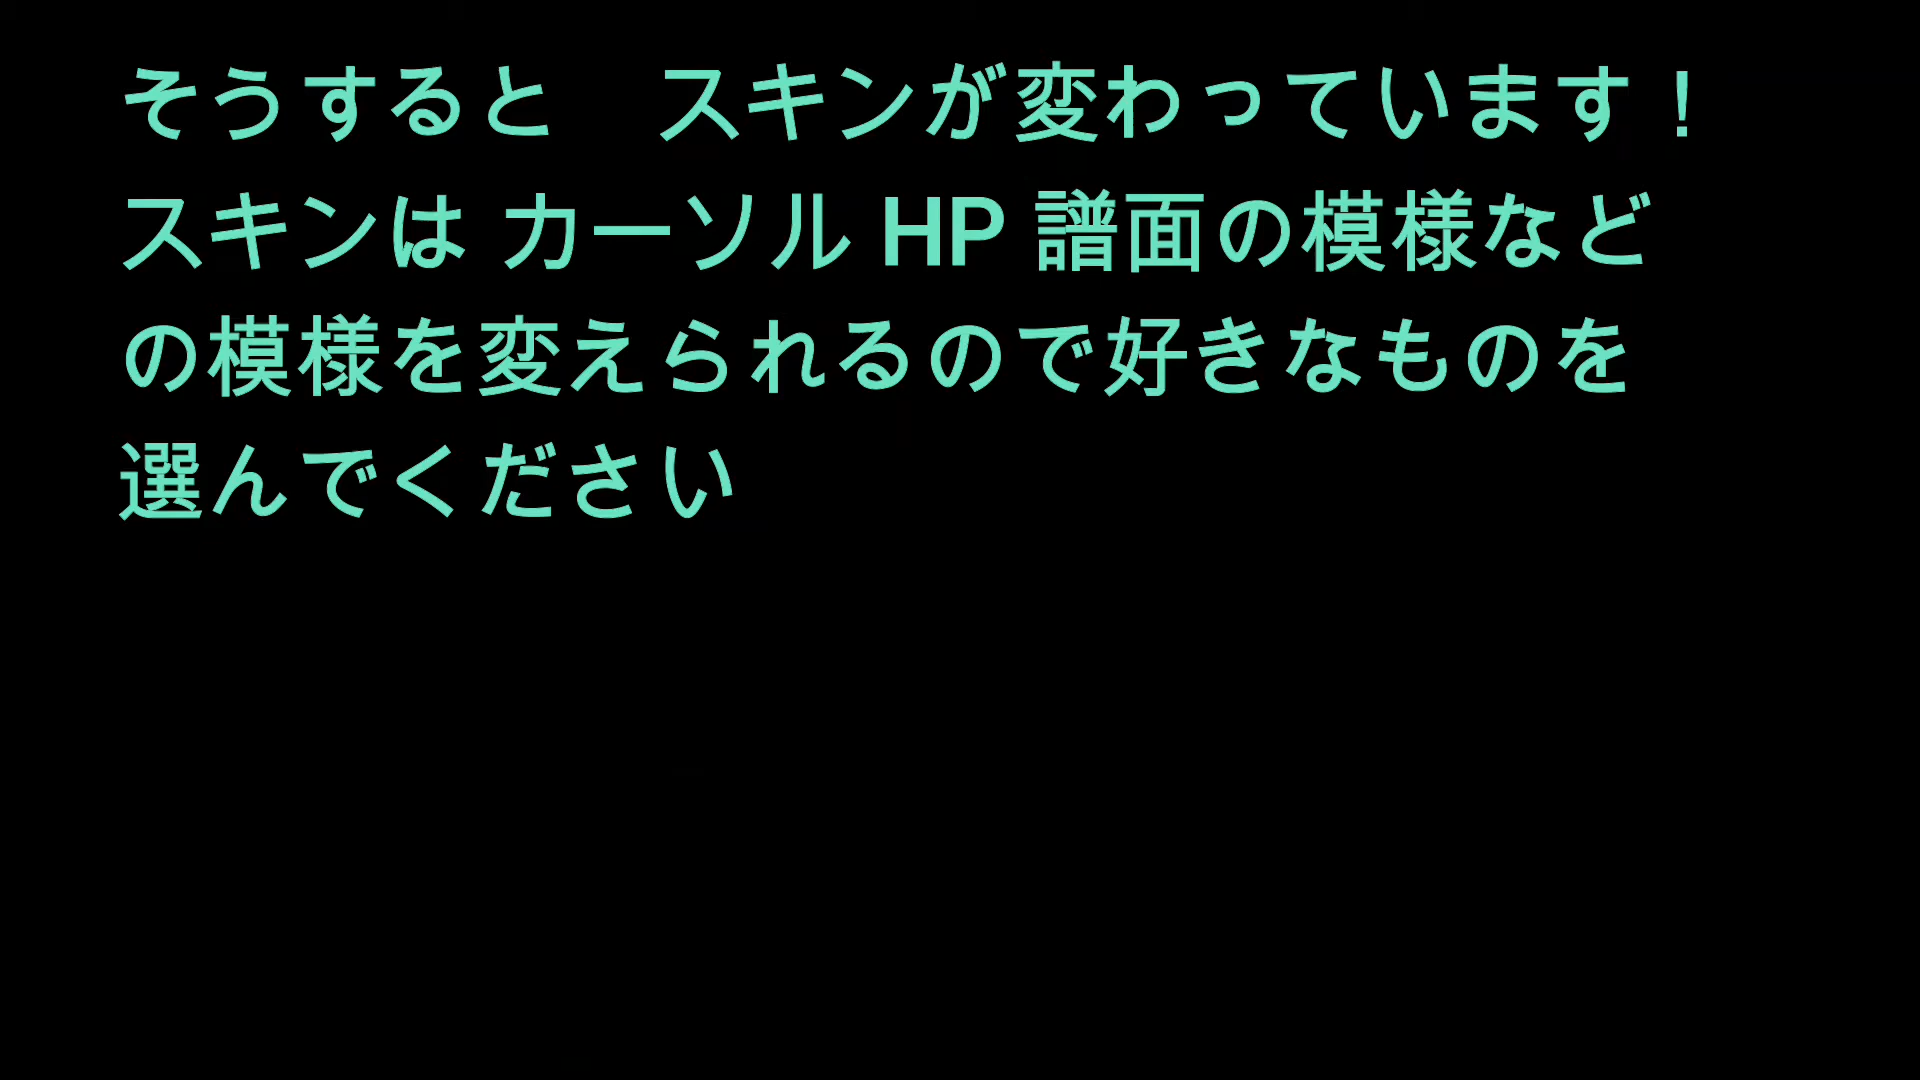 そうすると　スキンが変わっています！
スキンは カーソル HP 譜面の模様など
の模様を変えられるので好きなものを
選んでください